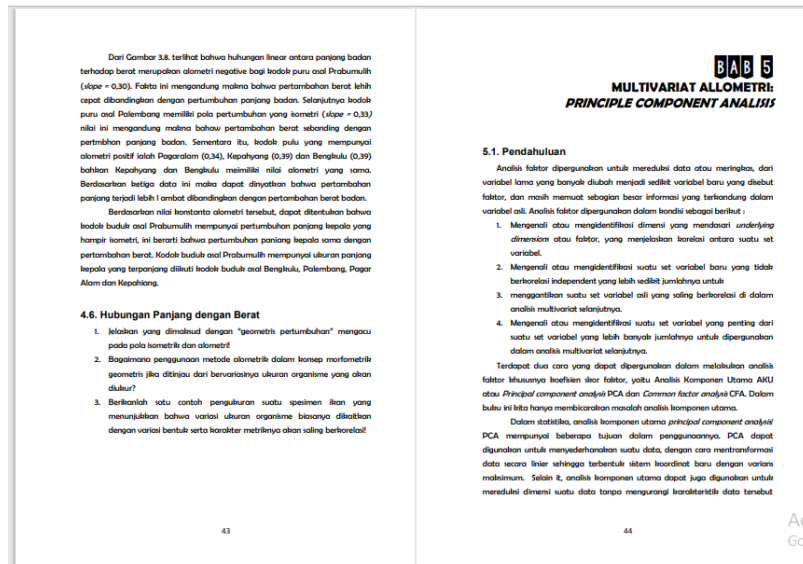 Dari Gambar 3.8. terlihat bahwa huhungan linear antara panjang badan
terhadap berat merupakan alometri negative bagi kodok puru asal Prabumulih
(slope = 0,30). Fakta ini mengandung makna bahwa pertambahan berat lebih
cepat dibandingkan dengan pertumbuhan panjang badan. Selanjutnya kodok
puru asal Palembang memiliki pola pertumbuhan yang isometri (slope = 0,33)
nilai ini mengandung makna bahaw pertambahan berat sebanding dengan
pertmbhan panjang badan. Sementara itu, kodok pulu yang mempunyai
alometri positif ialah Pagaralam (0,34), Kepahyang (0,39) dan Bengkulu (0,39)
bahkan Kepahyang dan Bengkulu meimiliki nilai alometri yang sama.
Berdasarkan ketiga data ini maka dapat dinyatkan bahwa pertambahan
panjang terjadi lebih l ambat dibandingkan dengan pertambahan berat badan.
Berdasarkan nilai konstanta alometri tersebut, dapat ditentukan bahwa
kodok buduk asal Prabumulih mempunyai pertumbuhan panjang kepala yang
hampir isometri, ini berarti bahwa pertumbuhan paniang kepala sama dengan
pertambahan berat. Kodok buduk asal Prabumulih mempunyai ukuran panjang
kepala yang terpanjang diikuti kodok buduk asal Bengkulu, Palembang, Pagar
Alam dan Kepahiang.
4.6. Hubungan Panjang dengan Berat
1. Jelaskan yang dimaksud dengan "geometris pertumbuhan" mengacu
pada pola isometrik dan alometri!
2. Bagaimana penggunaan metode alometrik dalam konsep morfometrik
geometris jika ditinjau dari bervariasinya ukuran organisme yang akan
diukur?
3. Berikanlah satu contoh pengukuran suatu spesimen ikan yang
menunjukkan bahwa variasi ukuran organisme biasanya dikaitkan
dengan variasi bentuk serta karakter metriknya akan saling berkorelasi!
43
BAB 5
MULTIVARIAT ALLOMETRI:
PRINCIPLE COMPONENT ANALISIS
5.1. Pendahuluan
Analisis faktor dipergunakan untuk mereduksi data atau meringkas, dari
variabel lama yang banyak diubah menjadi sedikit variabel baru yang disebut
faktor, dan masih memuat sebagian besar informasi yang terkandung dalam
variabel asli. Analisis faktor dipergunakan dalam kondisi sebagai berikut :
1. Mengenali atau mengidentifikasi dimensi yang mendasari underlying
dimensions atau faktor, yang menjelaskan korelasi antara suatu set
variabel.
2. Mengenali atau mengidentifikasi suatu set variabel baru yang tidak
berkorelasi independent yang lebih sedikit jumlahnya untuk
3. menggantikan suatu set variabel asli yang saling berkorelasi di dalam
analisis multivariat selanjutnya.
4. Mengenali atau mengidentifikasi suatu set variabel yang penting dari
suatu set variabel yang lebih banyak jumlahnya untuk dipergunakan
dalam analisis multivariat selanjutnya.
Terdapat dua cara yang dapat dipergunakan dalam melakukan analisis
faktor khususnya koefisien skor faktor, yaitu Analisis Komponen Utama AKU
atau Principal component analysis PCA dan Common factor analysis CFA. Dalam
buku ini kita hanya membicarakan masalah analisis komponen utama.
Dalam statistika, analisis komponen utama principal component analysis/
PCA mempunyai beberapa tujuan dalam penggunaannya. PCA dapat
digunakan untuk menyederhanakan suatu data, dengan cara mentransformasi
data secara linier sehingga terbentuk sistem koordinat baru dengan varians
maksimum. Selain it, analisis komponen utama dapat juga digunakan untuk
mereduksi dimensi suatu data tanpa mengurangi karakteristik data tersebut
44